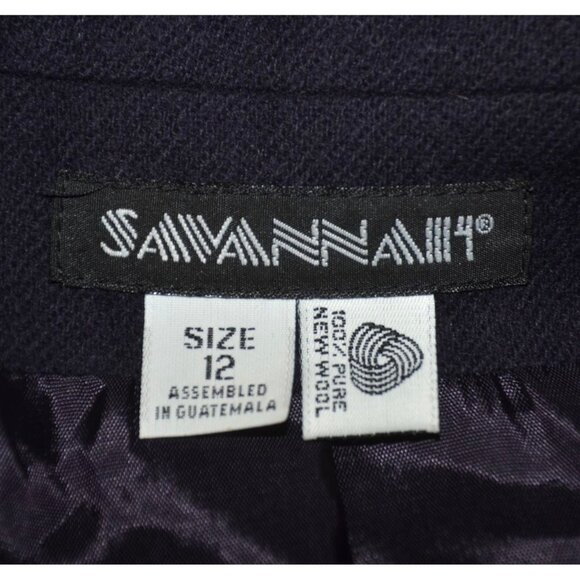 SAVANNAH®
SIZE
12
ASSEMBLED
IN GUATEMALA
100% PURE
NEW WOOL